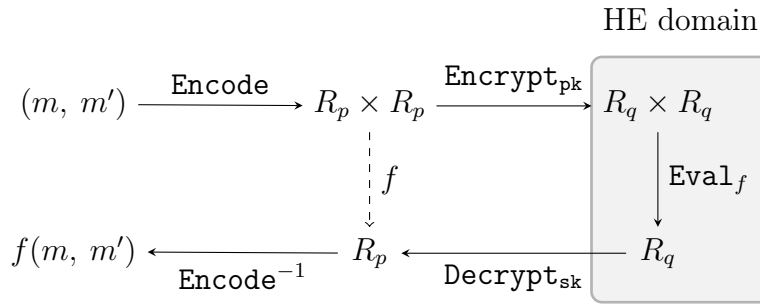 HE domain
Encode Encrypt_pk
(m, m′) R_p × R_p R_q × R_q
f Eval_f
f(m, m′) R_p R_q
Encode⁻¹ Decrypt_sk